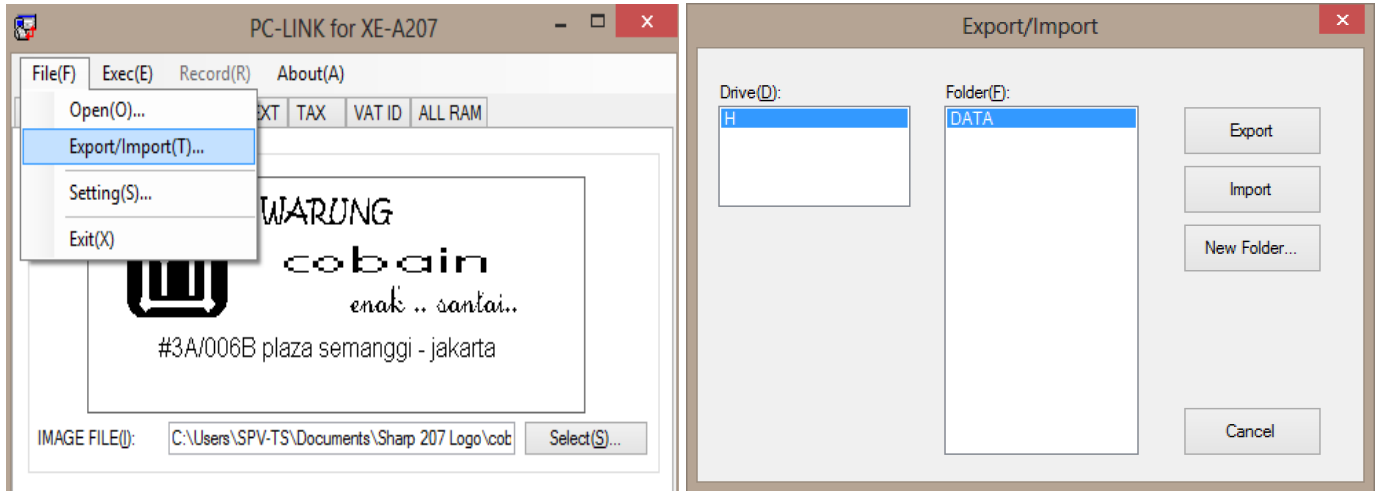 PC-LINK for XE-A207
File(F) Exec(E) Record(R) About(A)
Open(O)...
Export/Import(T)...
Setting(S)...
Exit(X)
TAX VAT ID ALL RAM
WARUNG
cobain
enak .. santai..
#3A/006B plaza semanggi - jakarta
IMAGE FILE(I): C:\Users\SPV-TS\Documents\Sharp 207 Logo\cob Select(S)...
Export/Import
Drive(D):
H
Folder(F):
DATA
Export
Import
New Folder...
Cancel